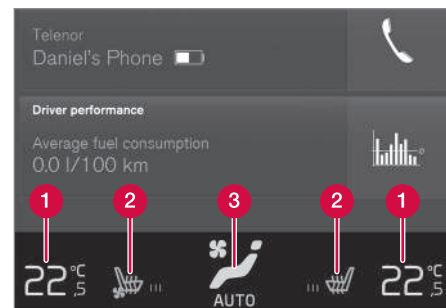 Telenor
Daniel's Phone
Driver performance
Average fuel consumption
0.0 l/100 km
1 2 3 2 1
22°C,5 AUTO 22°C,5